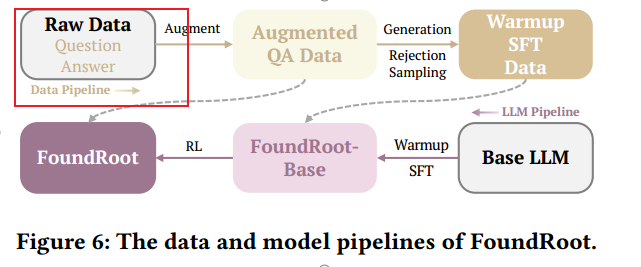 Raw Data
Question
Answer
Data Pipeline
Augment
Augmented
QA Data
Generation
Rejection
Sampling
Warmup
SFT
Data
LLM Pipeline
FoundRoot
RL
FoundRoot-
Base
Warmup
SFT
Base LLM
Figure 6: The data and model pipelines of FoundRoot.